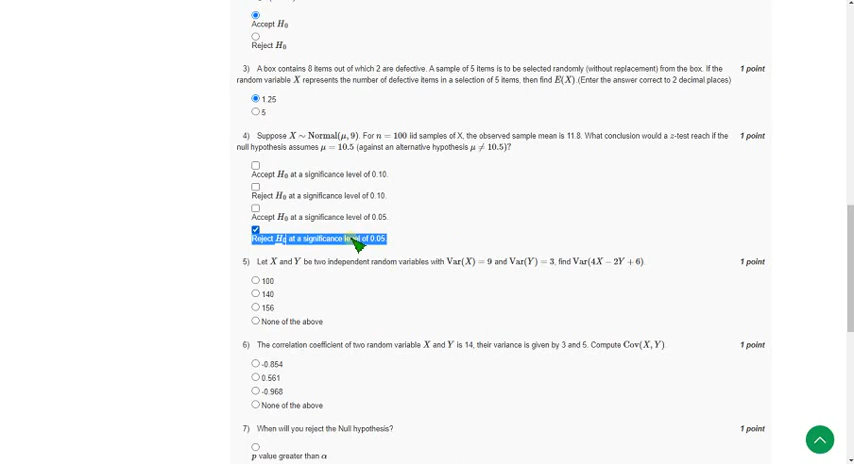 Accept H₀
Reject H₀
3) A box contains 8 items out of which 2 are defective. A sample of 5 items is to be selected randomly (without replacement) from the box. If the 1 point
random variable X represents the number of defective items in a selection of 5 items, then find E(X).(Enter the answer correct to 2 decimal places)
1.25
5
4) Suppose X ∼ Normal(μ, 9). For n = 100 iid samples of X, the observed sample mean is 11.8. What conclusion would a z-test reach if the 1 point
null hypothesis assumes μ = 10.5 (against an alternative hypothesis μ ≠ 10.5)?
Accept H₀ at a significance level of 0.10.
Reject H₀ at a significance level of 0.10.
Accept H₀ at a significance level of 0.05.
Reject H₀ at a significance level of 0.05.
5) Let X and Y be two independent random variables with Var(X) = 9 and Var(Y) = 3, find Var(4X − 2Y + 6). 1 point
100
140
156
None of the above
6) The correlation coefficient of two random variable X and Y is 14, their variance is given by 3 and 5. Compute Cov(X, Y) 1 point
-0.854
0.561
-0.968
None of the above
7) When will you reject the Null hypothesis? 1 point
p value greater than α